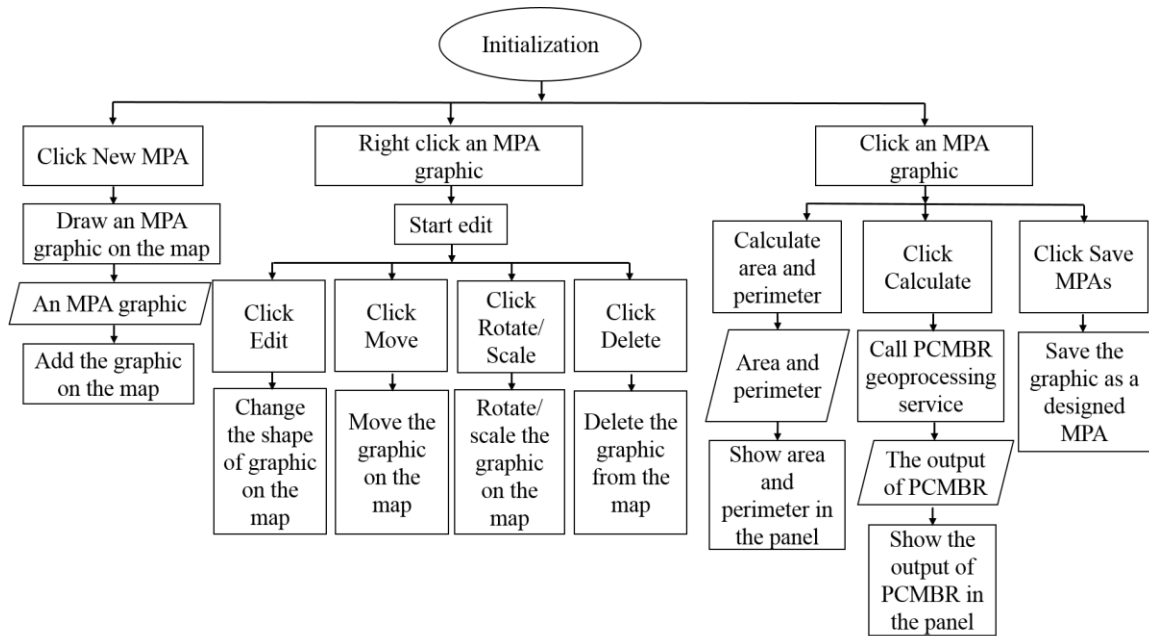 Initialization
Click New MPA
Draw an MPA
graphic on the map
An MPA graphic
Add the graphic
on the map
Right click an MPA
graphic
Start edit
Click
Edit
Change
the shape
of graphic
on the
map
Click
Move
Move the
graphic
on the
map
Click
Rotate/
Scale
Rotate/
scale the
graphic
on the
map
Click
Delete
Delete the
graphic
from the
map
Click an MPA
graphic
Calculate
area and
perimeter
Area and
perimeter
Show area
and
perimeter in
the panel
Click
Calculate
Call PCMBR
geoprocessing
service
The output
of PCMBR
Show the
output of
PCMBR in
the panel
Click Save
MPAs
Save the
graphic as a
designed
MPA